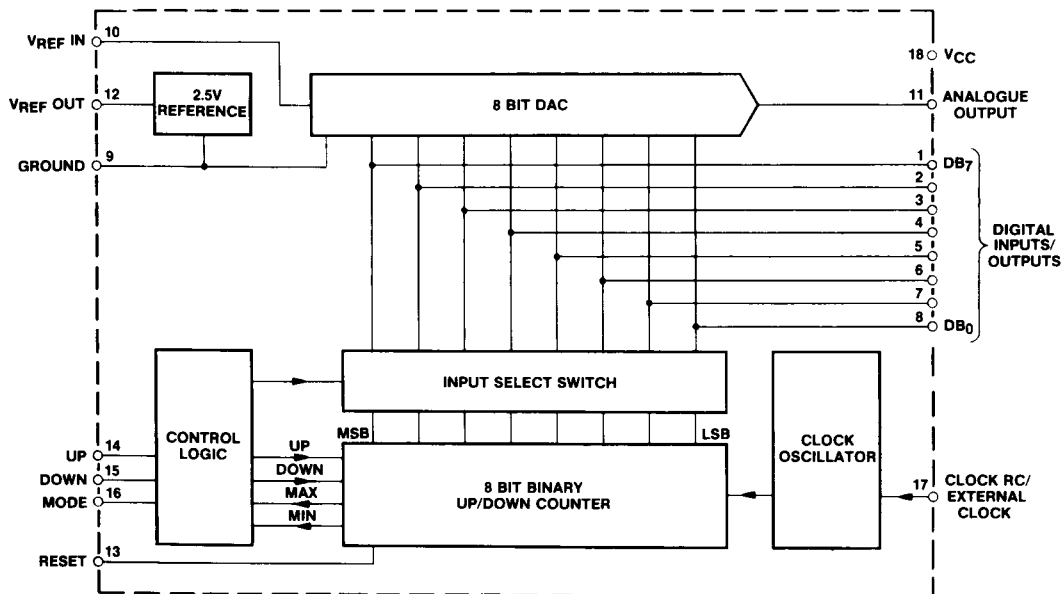 VREF IN
10
VREF OUT
12
2.5V
REFERENCE
GROUND
9
8 BIT DAC
18
VCC
11
ANALOGUE
OUTPUT
1
DB7
2
3
4
5
6
7
8
DB0
DIGITAL
INPUTS/
OUTPUTS
INPUT SELECT SWITCH
CONTROL
LOGIC
MSB
LSB
UP
DOWN
MAX
MIN
8 BIT BINARY
UP/DOWN COUNTER
CLOCK
OSCILLATOR
17
CLOCK RC/
EXTERNAL
CLOCK
UP
14
DOWN
15
MODE
16
RESET
13